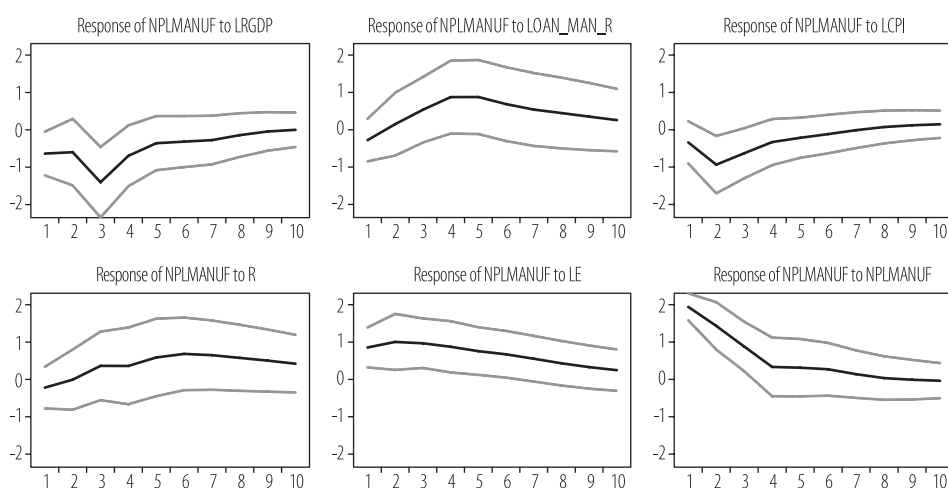 Response of NPLMANUF to LRGDP
Response of NPLMANUF to LOAN_MAN_R
Response of NPLMANUF to LCPI
2
1
0
–1
–2
1 2 3 4 5 6 7 8 9 10
2
1
0
–1
–2
1 2 3 4 5 6 7 8 9 10
2
1
0
–1
–2
1 2 3 4 5 6 7 8 9 10
Response of NPLMANUF to R
Response of NPLMANUF to LE
Response of NPLMANUF to NPLMANUF
2
1
0
–1
–2
1 2 3 4 5 6 7 8 9 10
2
1
0
–1
–2
1 2 3 4 5 6 7 8 9 10
2
1
0
–1
–2
1 2 3 4 5 6 7 8 9 10